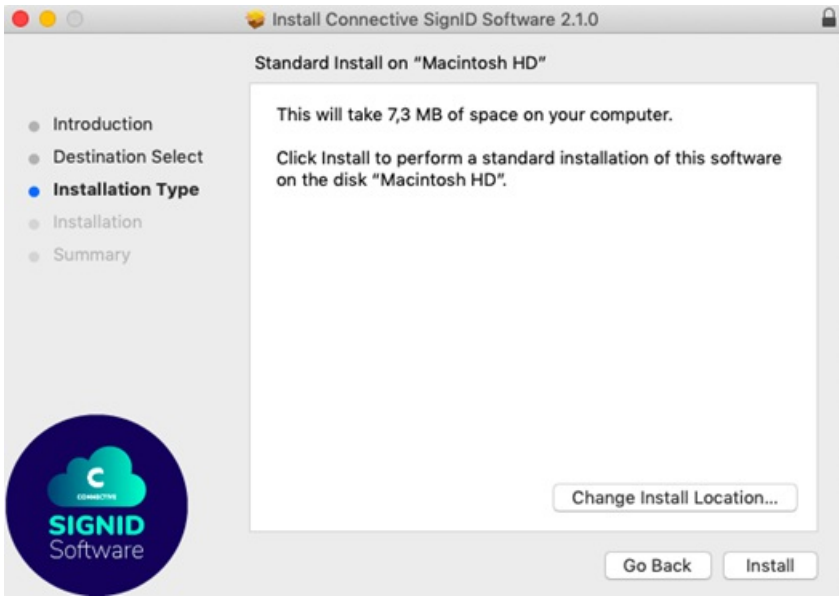 Install Connective SignID Software 2.1.0
Standard Install on “Macintosh HD”
Introduction
Destination Select
Installation Type
Installation
Summary
This will take 7,3 MB of space on your computer.
Click Install to perform a standard installation of this software
on the disk “Macintosh HD”.
C
CONNECTIVE
SIGNID
Software
Change Install Location...
Go Back
Install